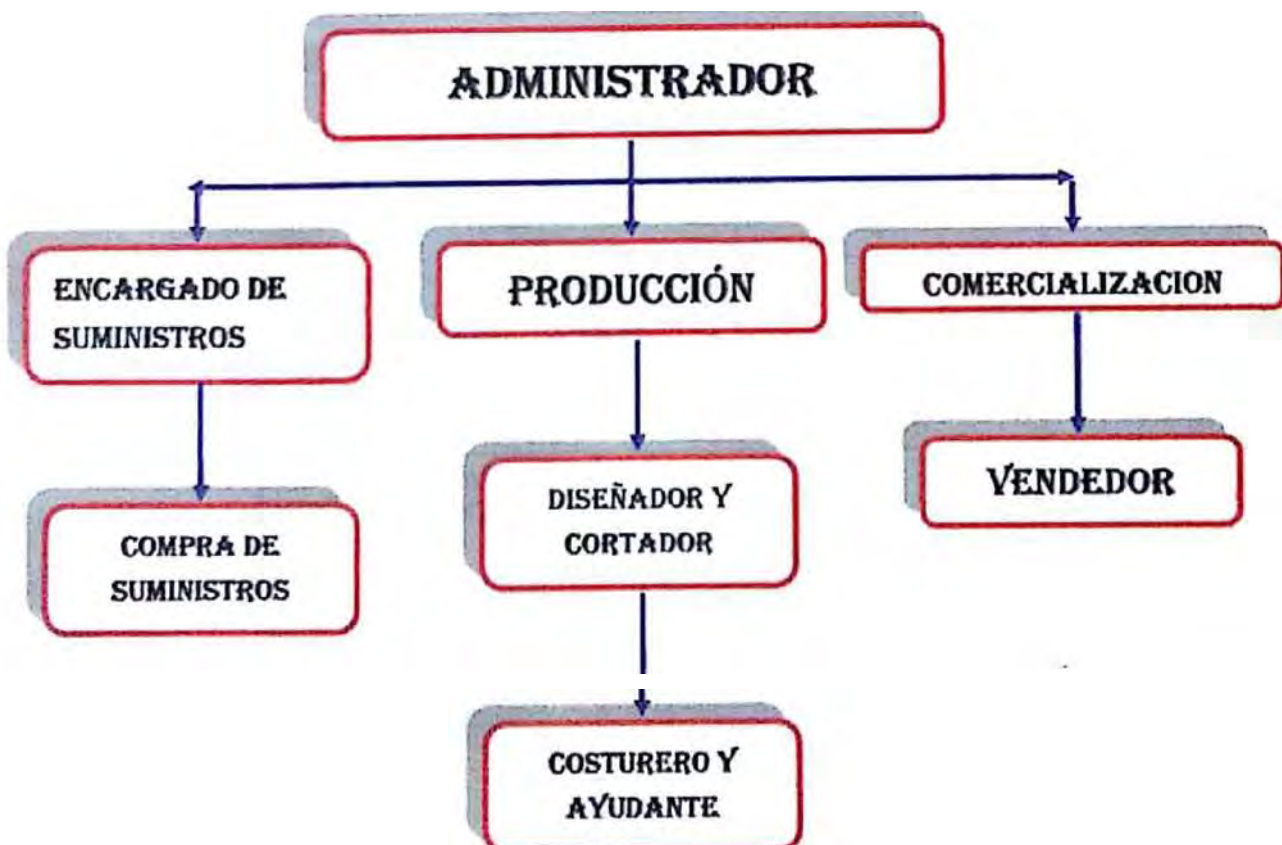 ADMINISTRADOR
ENCARGADO DE
SUMINISTROS
PRODUCCIÓN
COMERCIALIZACION
COMPRA DE
SUMINISTROS
DISEÑADOR Y
CORTADOR
VENDEDOR
COSTURERO Y
AYUDANTE